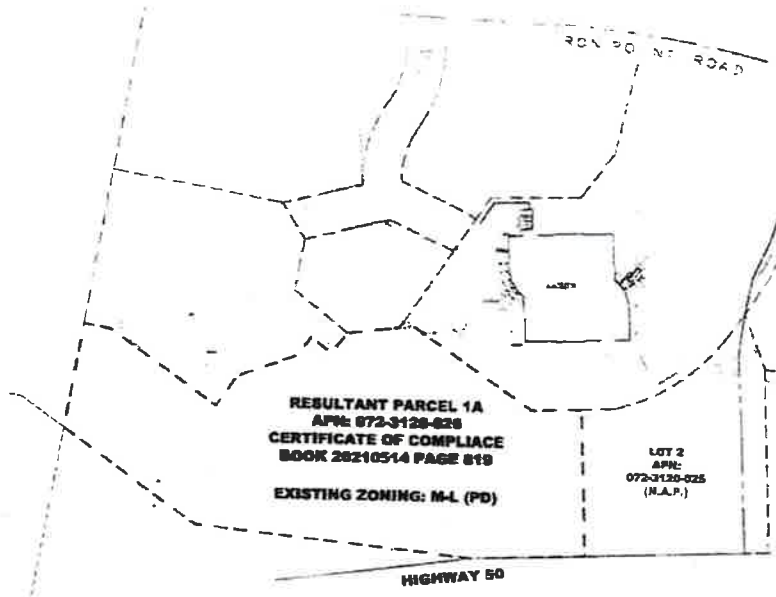 ROAD
RESULTANT PARCEL 1A
APN: 072-3120-026
CERTIFICATE OF COMPLIACE
BOOK 20210514 PAGE 819
EXISTING ZONING: M-L (PD)
LOT 2
APN:
072-3120-025
(N.A.P.)
HIGHWAY 50